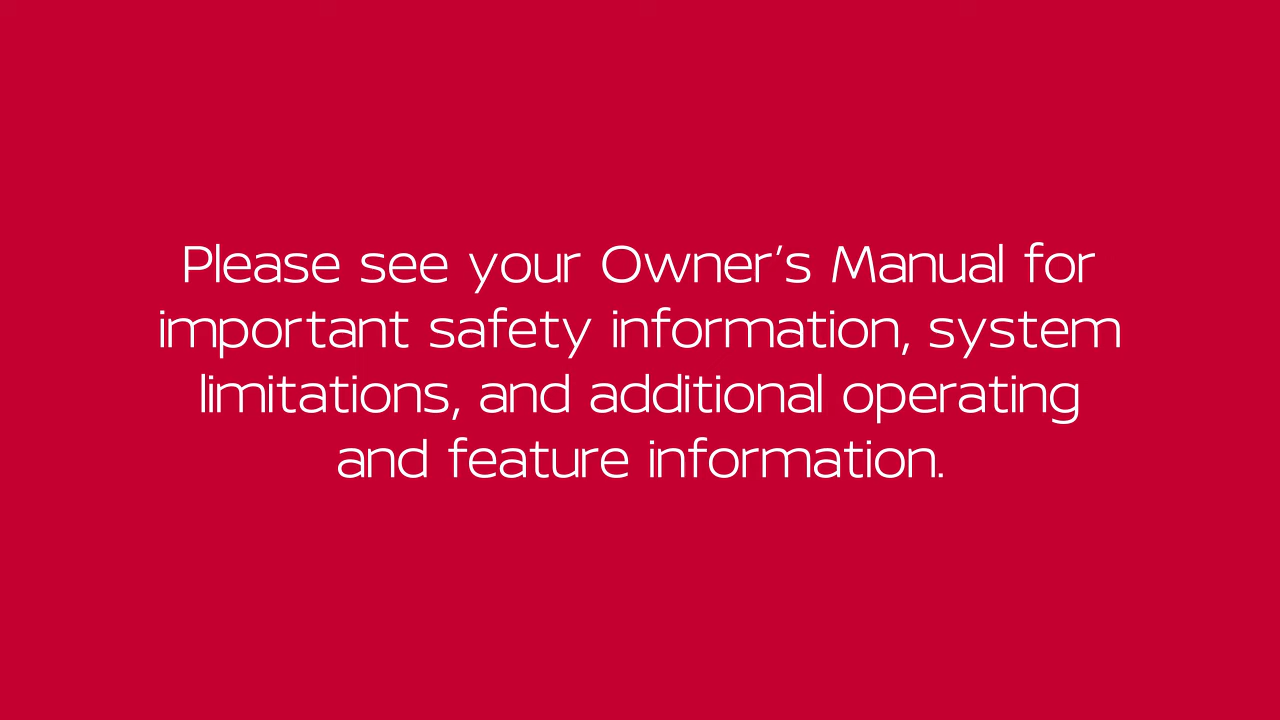 Please see your Owner’s Manual for
important safety information, system
limitations, and additional operating
and feature information.